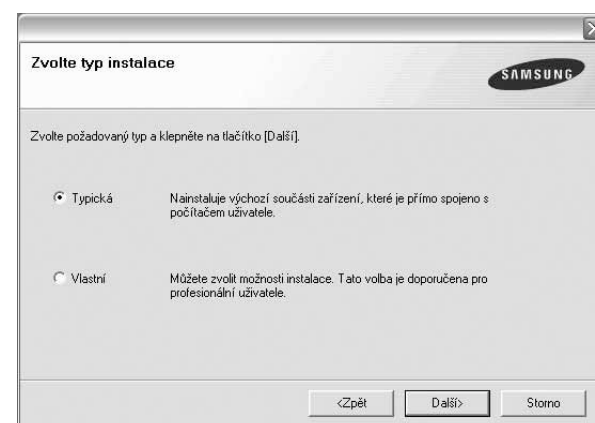 Zvolte typ instalace
SAMSUNG
Zvolte požadovaný typ a klepněte na tlačítko [Další].
Typická
Nainstaluje výchozí součásti zařízení, které je přímo spojeno s
počítačem uživatele.
Vlastní
Můžete zvolit možnosti instalace. Tato volba je doporučena pro
profesionální uživatele.
<Zpět
Další>
Storno